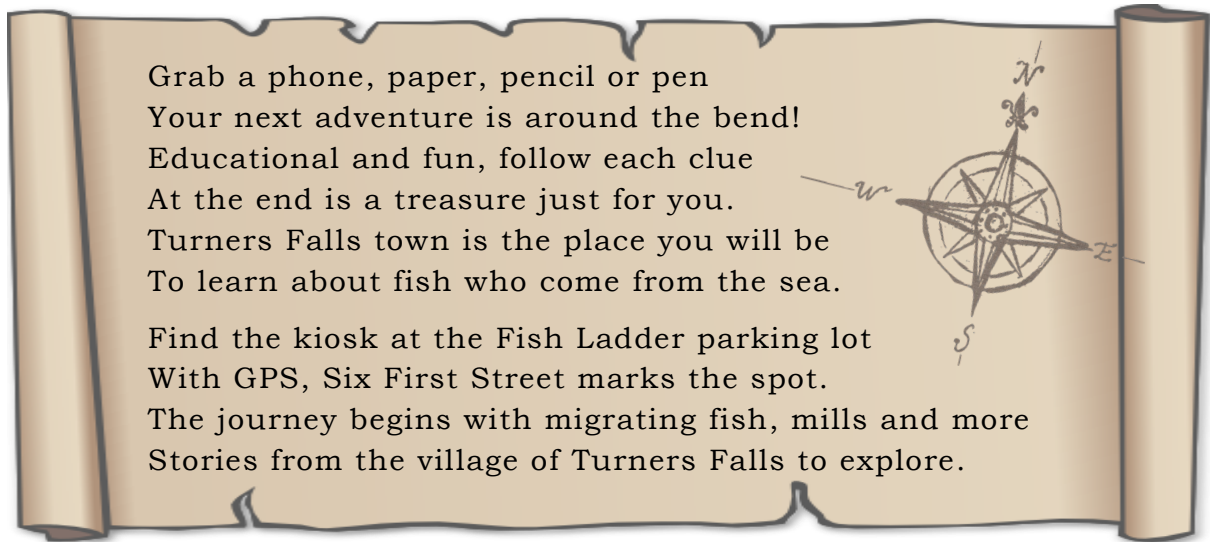 Grab a phone, paper, pencil or pen
Your next adventure is around the bend!
Educational and fun, follow each clue
At the end is a treasure just for you.
Turners Falls town is the place you will be
To learn about fish who come from the sea.
Find the kiosk at the Fish Ladder parking lot
With GPS, Six First Street marks the spot.
The journey begins with migrating fish, mills and more
Stories from the village of Turners Falls to explore.
N
W
E
S